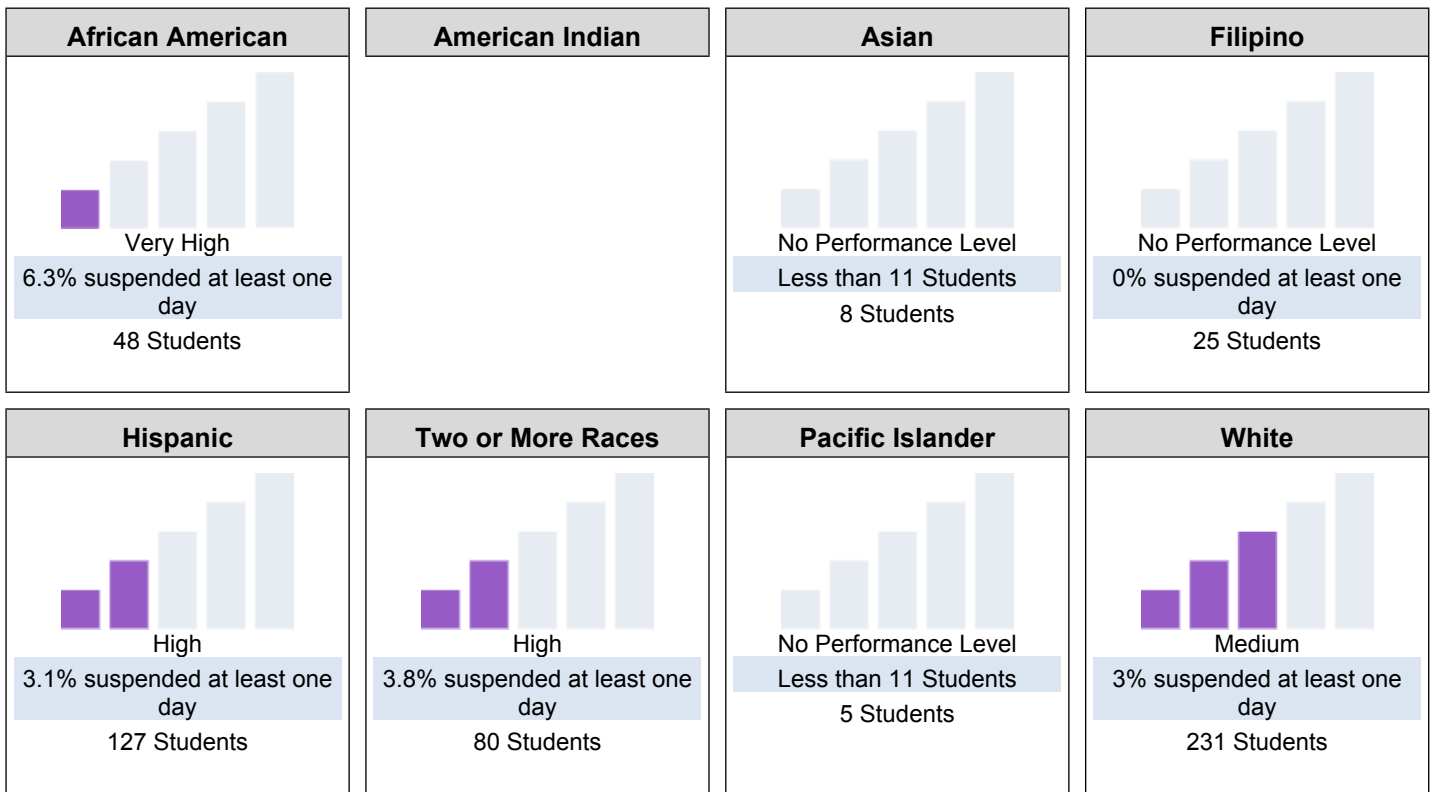 African American
Very High
6.3% suspended at least one
day
48 Students
American Indian
Asian
No Performance Level
Less than 11 Students
8 Students
Filipino
No Performance Level
0% suspended at least one
day
25 Students
Hispanic
High
3.1% suspended at least one
day
127 Students
Two or More Races
High
3.8% suspended at least one
day
80 Students
Pacific Islander
No Performance Level
Less than 11 Students
5 Students
White
Medium
3% suspended at least one
day
231 Students